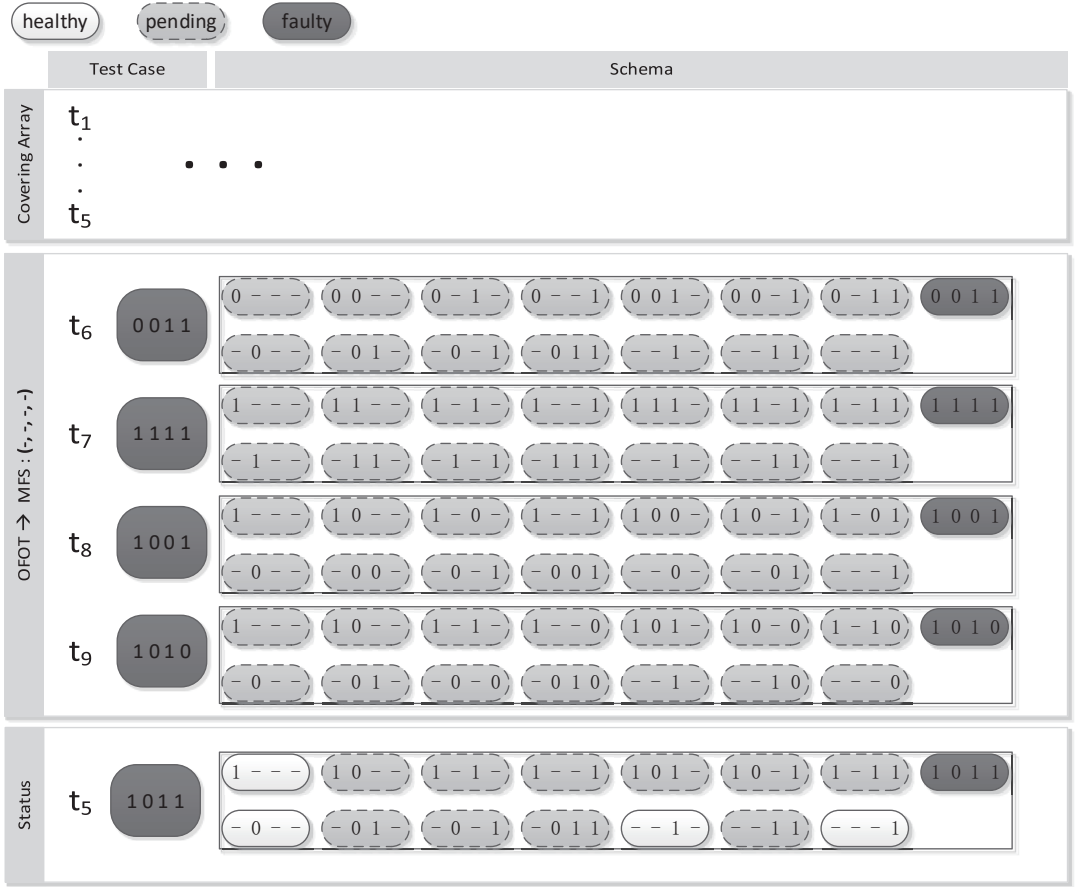 healthy pending faulty
Test Case Schema
Covering Array
t1
.
. . . .
.
t5
OFOT → MFS : (-, -, -, -)
t6 0011 0 - - - 0 0 - - 0 - 1 - 0 - - 1 0 0 1 - 0 0 - 1 0 - 1 1 0 0 1 1
- 0 - - - 0 1 - - 0 - 1 - 0 1 1 - - 1 - - - 1 1 - - - 1
t7 1111 1 - - - 1 1 - - 1 - 1 - 1 - - 1 1 1 1 - 1 1 - 1 1 - 1 1 1 1 1 1
- 1 - - - 1 1 - - 1 - 1 - 1 1 1 - - 1 - - - 1 1 - - - 1
t8 1001 1 - - - 1 0 - - 1 - 0 - 1 - - 1 1 0 0 - 1 0 - 1 1 - 0 1 1 0 0 1
- 0 - - - 0 0 - - 0 - 1 - 0 0 1 - - 0 - - - 0 1 - - - 1
t9 1010 1 - - - 1 0 - - 1 - 1 - 1 - - 0 1 0 1 - 1 0 - 0 1 - 1 0 1 0 1 0
- 0 - - - 0 1 - - 0 - 0 - 0 1 0 - - 1 - - - 1 0 - - - 0
Status
t5 1011 1 - - - 1 0 - - 1 - 1 - 1 - - 1 1 0 1 - 1 0 - 1 1 - 1 1 1 0 1 1
- 0 - - - 0 1 - - 0 - 1 - 0 1 1 - - 1 - - - 1 1 - - - 1